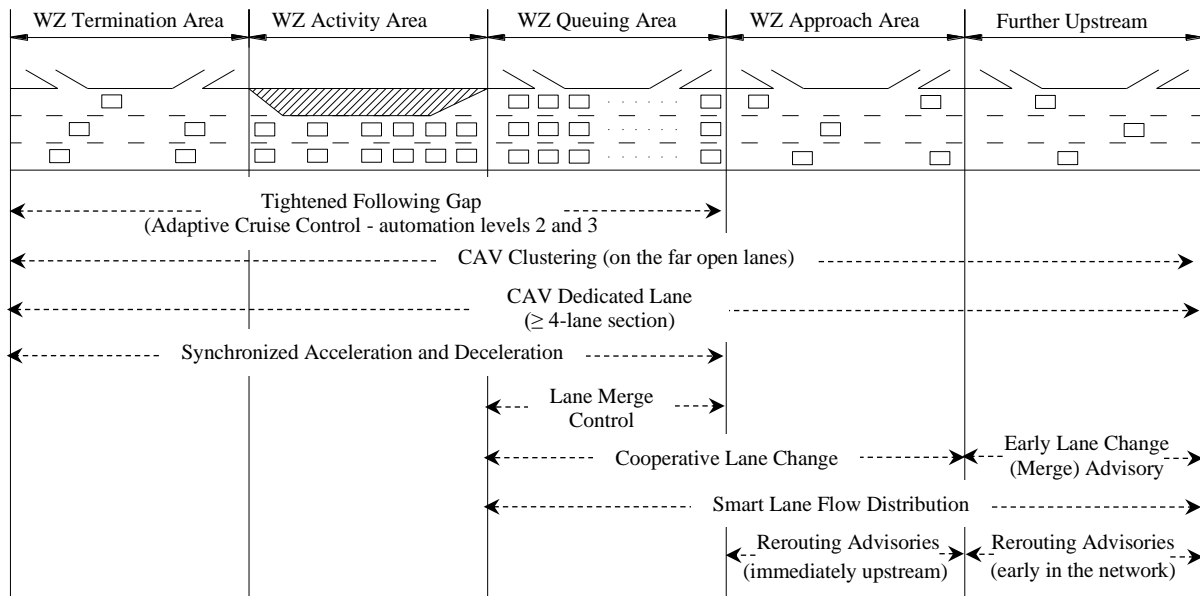 WZ Termination Area
WZ Activity Area
WZ Queuing Area
WZ Approach Area
Further Upstream
Tightened Following Gap
(Adaptive Cruise Control - automation levels 2 and 3
CAV Clustering (on the far open lanes)
CAV Dedicated Lane
(≥ 4-lane section)
Synchronized Acceleration and Deceleration
Lane Merge
Control
Cooperative Lane Change
Early Lane Change
(Merge) Advisory
Smart Lane Flow Distribution
Rerouting Advisories
(immediately upstream)
Rerouting Advisories
(early in the network)